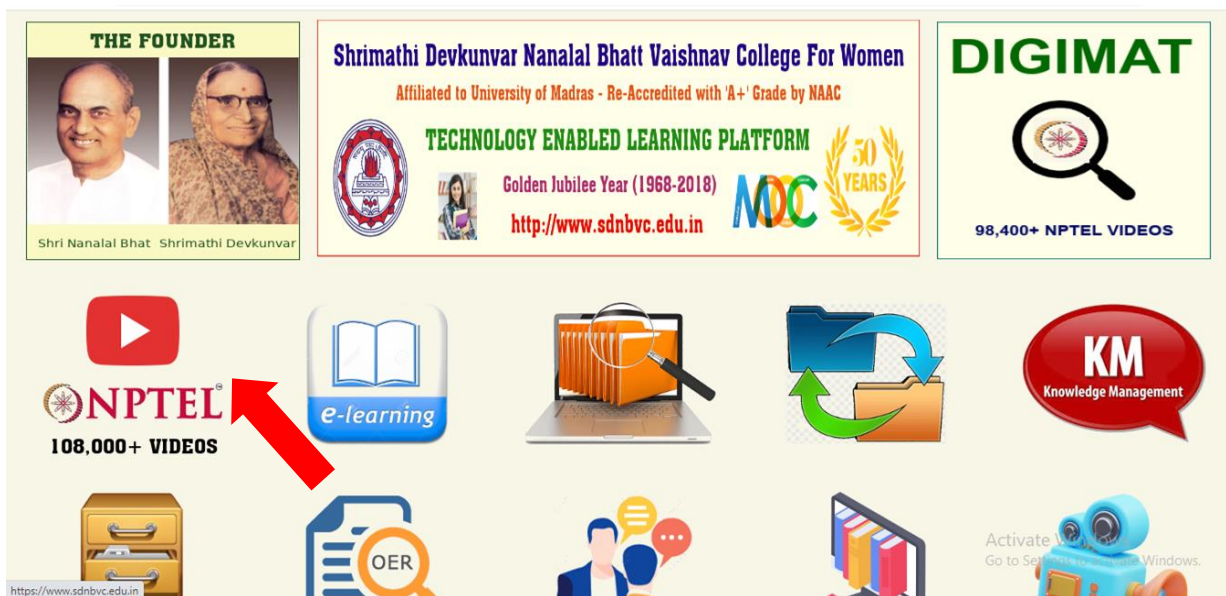 THE FOUNDER
Shri Nanalal Bhat Shrimathi Devkunvar
Shrimathi Devkunvar Nanalal Bhatt Vaishnav College For Women
Affiliated to University of Madras - Re-Accredited with 'A+' Grade by NAAC
TECHNOLOGY ENABLED LEARNING PLATFORM
Golden Jubilee Year (1968-2018)
http://www.sdnbvc.edu.in
MOOC
50
YEARS
DIGIMAT
98,400+ NPTEL VIDEOS
NPTEL
108,000+ VIDEOS
e-learning
KM
Knowledge Management
OER
Activate Windows
Go to Settings to activate Windows.
https://www.sdnbvc.edu.in